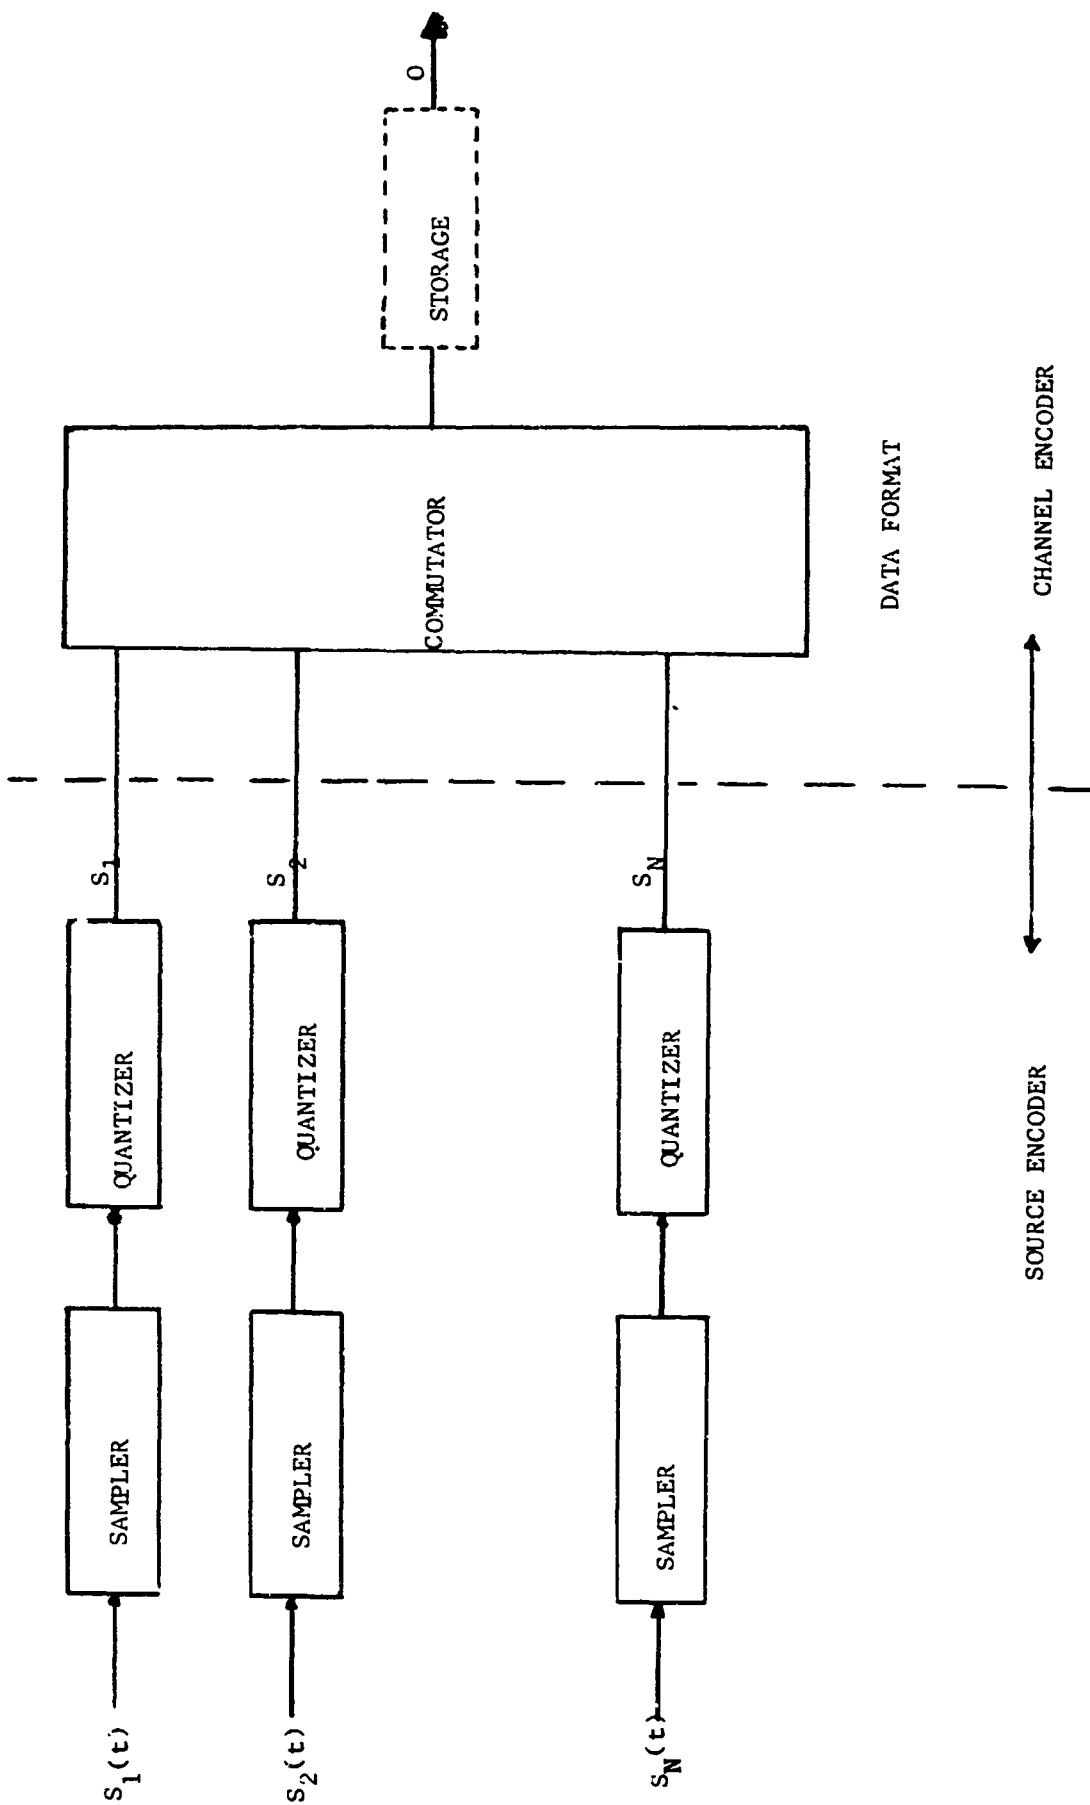 S1(t)
SAMPLER
QUANTIZER
S1
S2(t)
SAMPLER
QUANTIZER
S2
SN(t)
SAMPLER
QUANTIZER
SN
COMMUTATOR
STORAGE
O
DATA FORMAT
SOURCE ENCODER
CHANNEL ENCODER